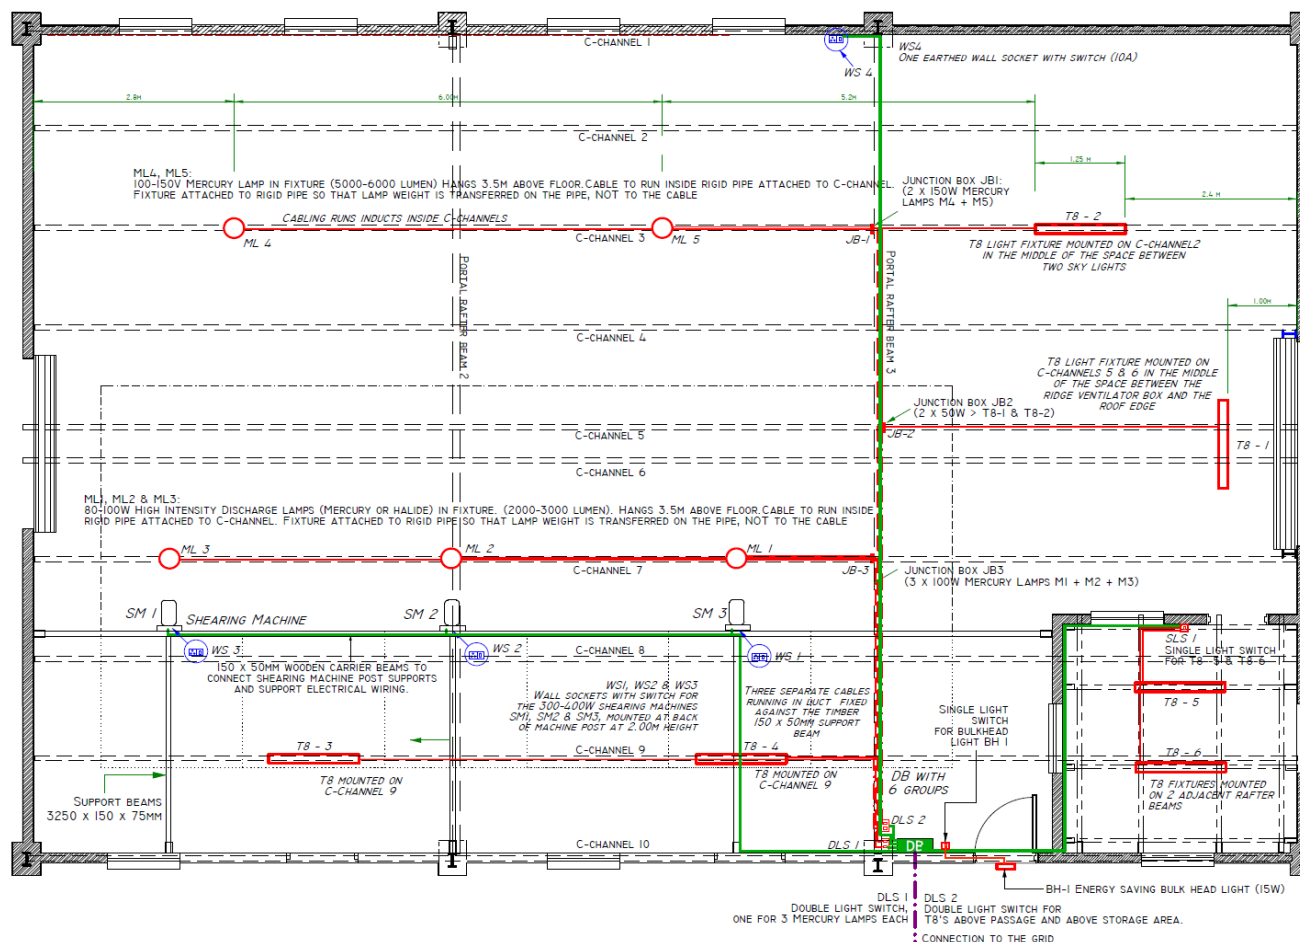 C-CHANNEL 1
WS4
ONE EARTHED WALL SOCKET WITH SWITCH (10A)
WS 4
2.8M
6.00M
5.2M
C-CHANNEL 2
1.25 M
2.4 M
ML4, ML5:
100-150V MERCURY LAMP IN FIXTURE (5000-6000 LUMEN) HANGS 3.5M ABOVE FLOOR.CABLE TO RUN INSIDE RIGID PIPE ATTACHED TO C-CHANNEL.
FIXTURE ATTACHED TO RIGID PIPE SO THAT LAMP WEIGHT IS TRANSFERRED ON THE PIPE, NOT TO THE CABLE
JUNCTION BOX JB1:
(2 X 150W MERCURY
LAMPS M4 + M5)
CABLING RUNS INDUCTS INSIDE C-CHANNELS
T8 - 2
ML 4
C-CHANNEL 3
ML 5
JB-1
T8 LIGHT FIXTURE MOUNTED ON C-CHANNEL2
IN THE MIDDLE OF THE SPACE BETWEEN
TWO SKY LIGHTS
PORTAL RAFTER BEAM 2
PORTAL RAFTER BEAM 3
1.00M
C-CHANNEL 4
T8 LIGHT FIXTURE MOUNTED ON
C-CHANNELS 5 & 6 IN THE MIDDLE
OF THE SPACE BETWEEN THE
RIDGE VENTILATOR BOX AND THE
ROOF EDGE
JUNCTION BOX JB2
(2 X 50W > T8-1 & T8-2)
JB-2
C-CHANNEL 5
T8 - 1
C-CHANNEL 6
ML1, ML2 & ML3:
80-100W HIGH INTENSITY DISCHARGE LAMPS (MERCURY OR HALIDE) IN FIXTURE. (2000-3000 LUMEN). HANGS 3.5M ABOVE FLOOR.CABLE TO RUN INSIDE
RIGID PIPE ATTACHED TO C-CHANNEL. FIXTURE ATTACHED TO RIGID PIPE SO THAT LAMP WEIGHT IS TRANSFERRED ON THE PIPE, NOT TO THE CABLE
ML 3
ML 2
ML 1
C-CHANNEL 7
JB-3
JUNCTION BOX JB3
(3 X 100W MERCURY LAMPS M1 + M2 + M3)
SM 1
SHEARING MACHINE
SM 2
SM 3
WS 3
WS 2
C-CHANNEL 8
WS 1
SLS 1
SINGLE LIGHT SWITCH
FOR T8- 5 & T8-6
150 X 50MM WOODEN CARRIER BEAMS TO
CONNECT SHEARING MACHINE POST SUPPORTS
AND SUPPORT ELECTRICAL WIRING.
WS1, WS2 & WS3
WALL SOCKETS WITH SWITCH FOR
THE 300-400W SHEARING MACHINES
SM1, SM2 & SM3, MOUNTED AT BACK
OF MACHINE POST AT 2.00M HEIGHT
THREE SEPARATE CABLES
RUNNING IN DUCT FIXED
AGAINST THE TIMBER
150 X 50MM SUPPORT
BEAM
SINGLE LIGHT
SWITCH
FOR BULKHEAD
LIGHT BH 1
T8 - 5
T8 - 3
C-CHANNEL 9
T8 - 4
T8 - 6
T8 MOUNTED ON
C-CHANNEL 9
T8 MOUNTED ON
C-CHANNEL 9
DB WITH
6 GROUPS
T8 FIXTURES MOUNTED
ON 2 ADJACENT RAFTER
BEAMS
SUPPORT BEAMS
3250 X 150 X 75MM
DLS 2
C-CHANNEL 10
DLS 1
DB
BH-1 ENERGY SAVING BULK HEAD LIGHT (15W)
DLS 1
DOUBLE LIGHT SWITCH,
ONE FOR 3 MERCURY LAMPS EACH
DLS 2
DOUBLE LIGHT SWITCH FOR
T8'S ABOVE PASSAGE AND ABOVE STORAGE AREA.
CONNECTION TO THE GRID